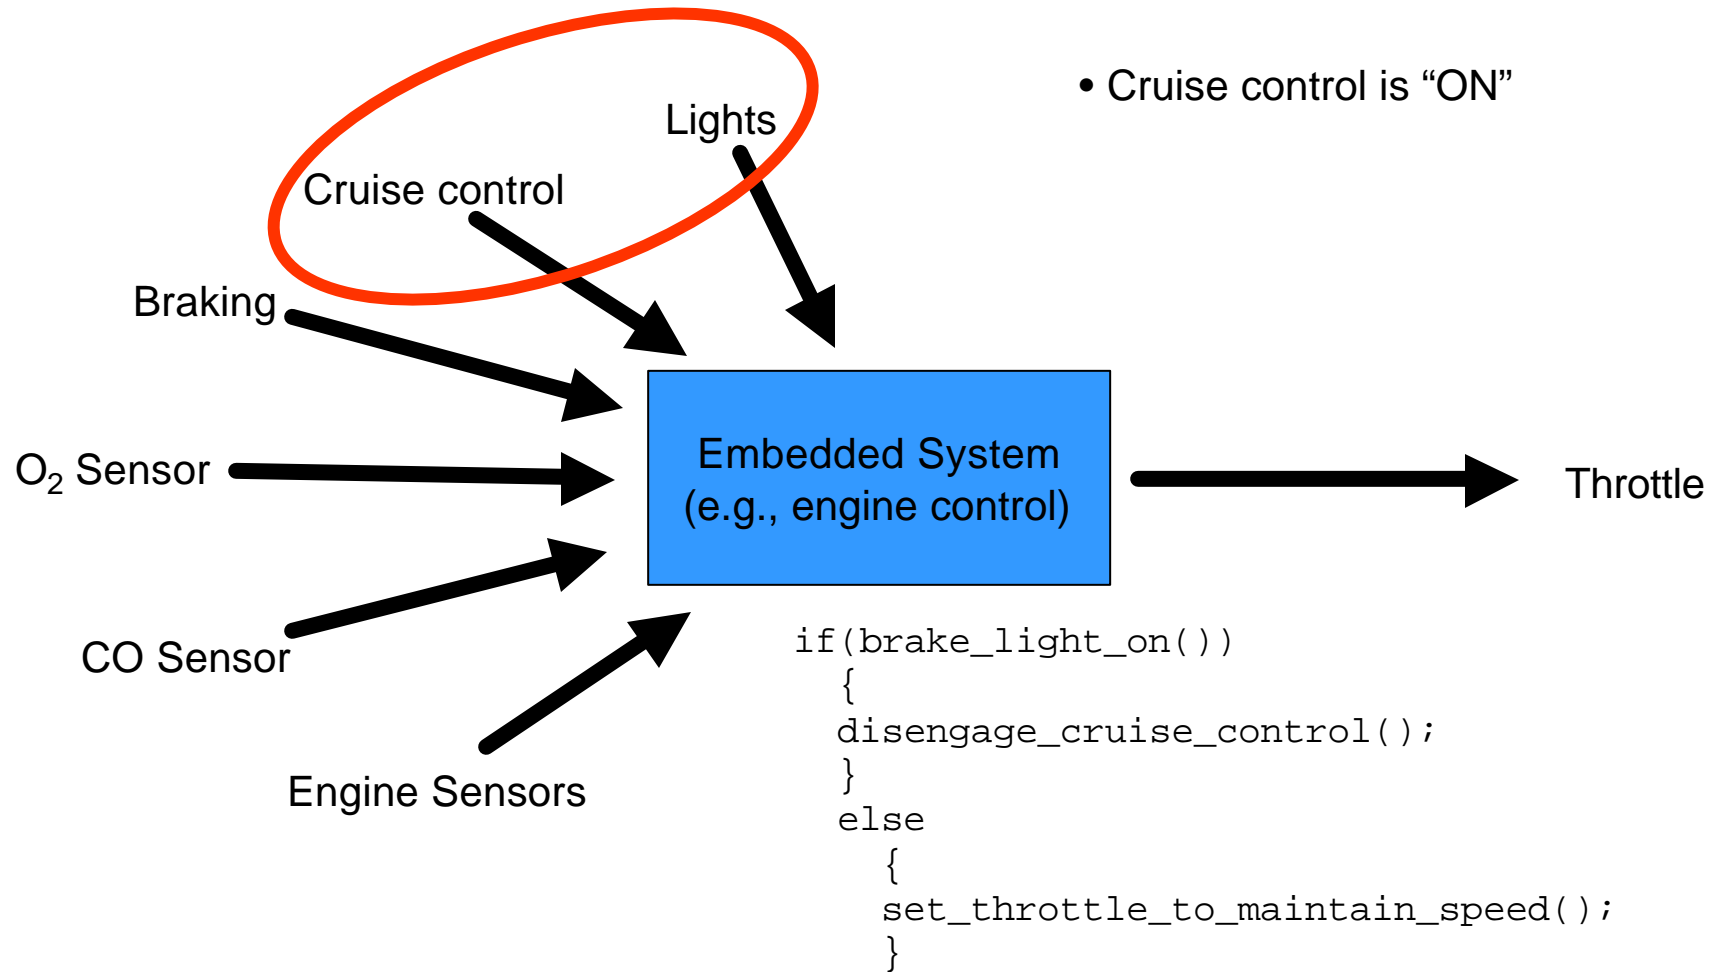 • Cruise control is “ON”
Lights
Cruise control
Braking
O₂ Sensor
CO Sensor
Engine Sensors
Embedded System
(e.g., engine control)
Throttle
if(brake_light_on())
{
disengage_cruise_control();
}
else
{
set_throttle_to_maintain_speed();
}